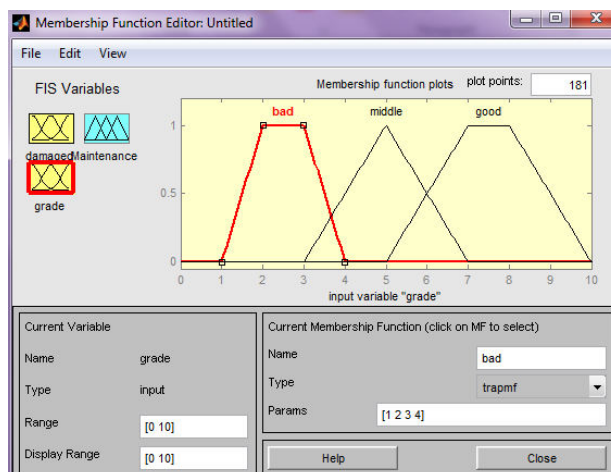 Membership Function Editor: Untitled
File Edit View
FIS Variables
Membership function plots plot points: 181
damaged Maintenance
grade
bad middle good
1
0.5
0
0 1 2 3 4 5 6 7 8 9 10
input variable "grade"
Current Variable
Name grade
Type input
Range [0 10]
Display Range [0 10]
Current Membership Function (click on MF to select)
Name bad
Type trapmf
Params [1 2 3 4]
Help Close